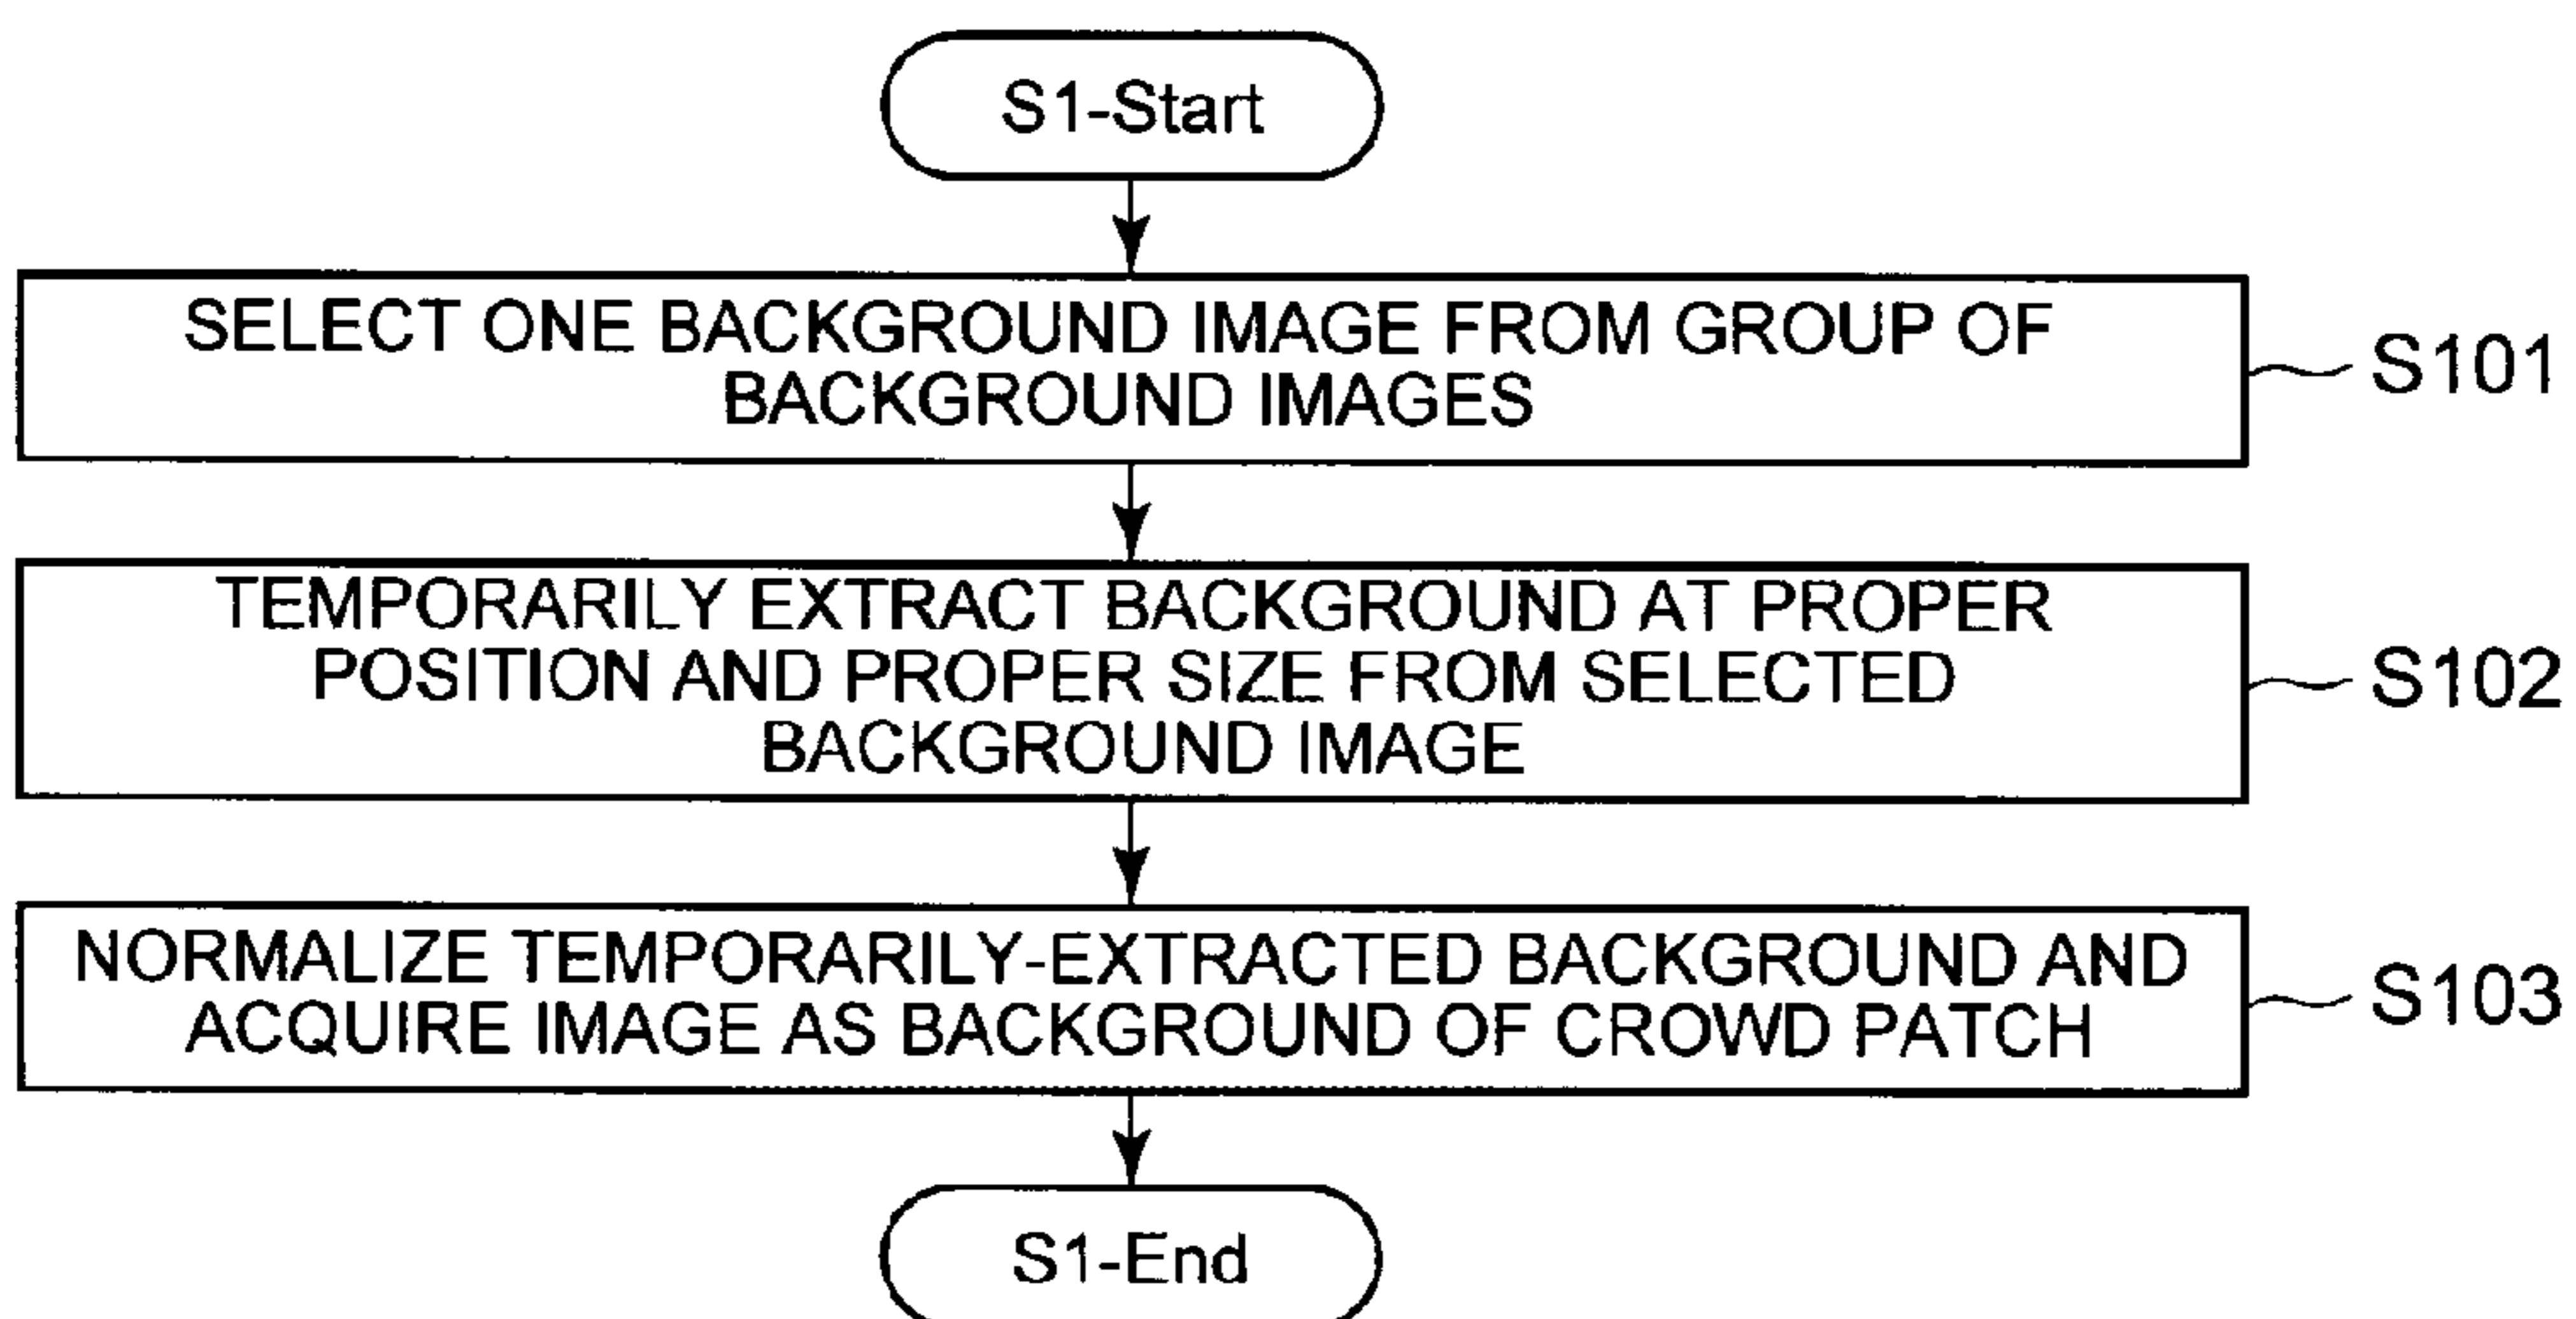 S1-Start
SELECT ONE BACKGROUND IMAGE FROM GROUP OF
BACKGROUND IMAGES
S101
TEMPORARILY EXTRACT BACKGROUND AT PROPER
POSITION AND PROPER SIZE FROM SELECTED
BACKGROUND IMAGE
S102
NORMALIZE TEMPORARILY-EXTRACTED BACKGROUND AND
ACQUIRE IMAGE AS BACKGROUND OF CROWD PATCH
S103
S1-End